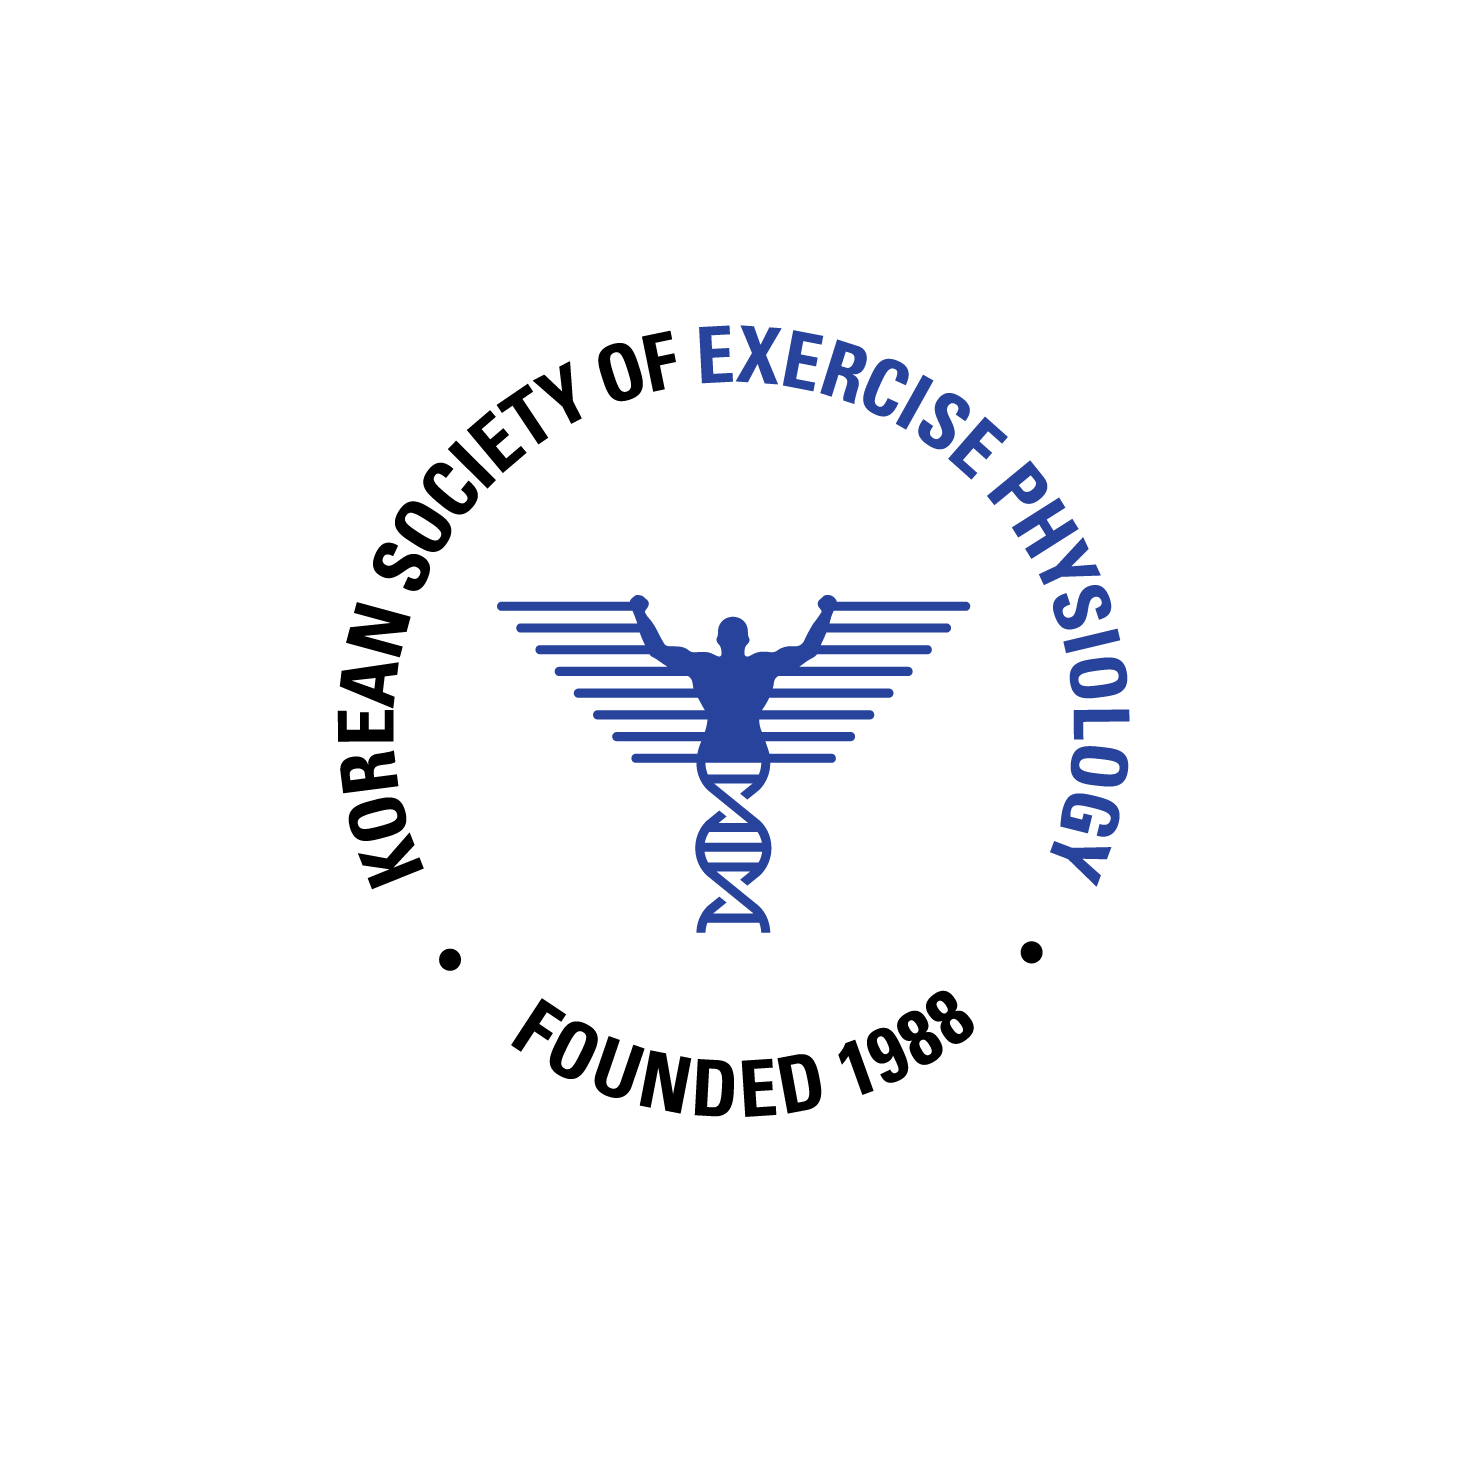 KOREAN SOCIETY OF EXERCISE PHYSIOLOGY
• FOUNDED 1988 •